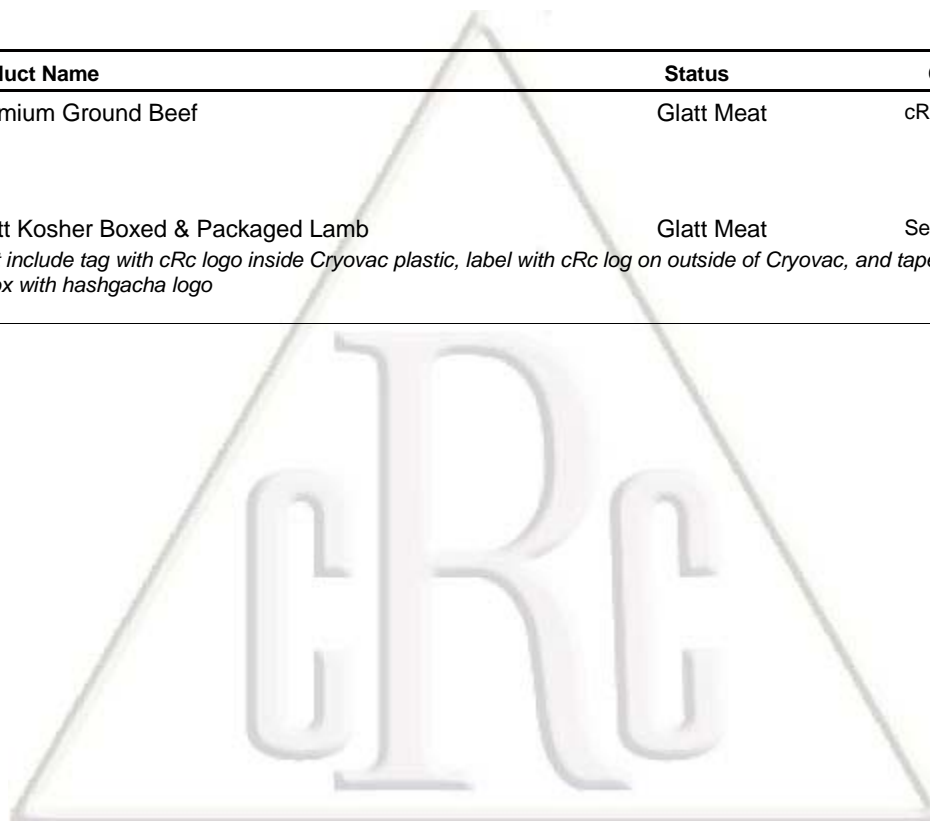 duct Name Status
mium Ground Beef Glatt Meat cR
tt Kosher Boxed & Packaged Lamb Glatt Meat Se
t include tag with cRc logo inside Cryovac plastic, label with cRc log on outside of Cryovac, and tape
ox with hashgacha logo
cRc